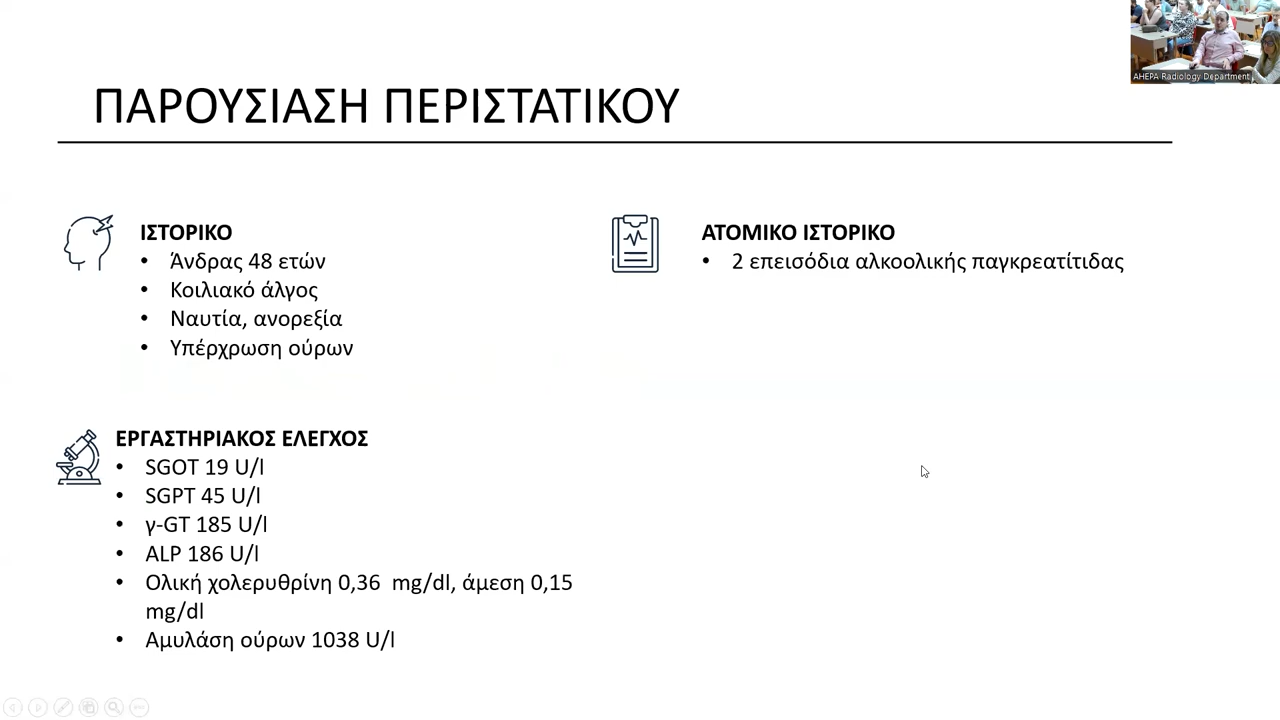 AHEPA Radiology Department
ΠΑΡΟΥΣΙΑΣΗ ΠΕΡΙΣΤΑΤΙΚΟΥ
ΙΣΤΟΡΙΚΟ
• Άνδρας 48 ετών
• Κοιλιακό άλγος
• Ναυτία, ανορεξία
• Υπέρχρωση ούρων
ΑΤΟΜΙΚΟ ΙΣΤΟΡΙΚΟ
• 2 επεισόδια αλκοολικής παγκρεατίτιδας
ΕΡΓΑΣΤΗΡΙΑΚΟΣ ΕΛΕΓΧΟΣ
• SGOT 19 U/l
• SGPT 45 U/l
• γ-GT 185 U/l
• ALP 186 U/l
• Ολική χολερυθρίνη 0,36 mg/dl, άμεση 0,15
mg/dl
• Αμυλάση ούρων 1038 U/l